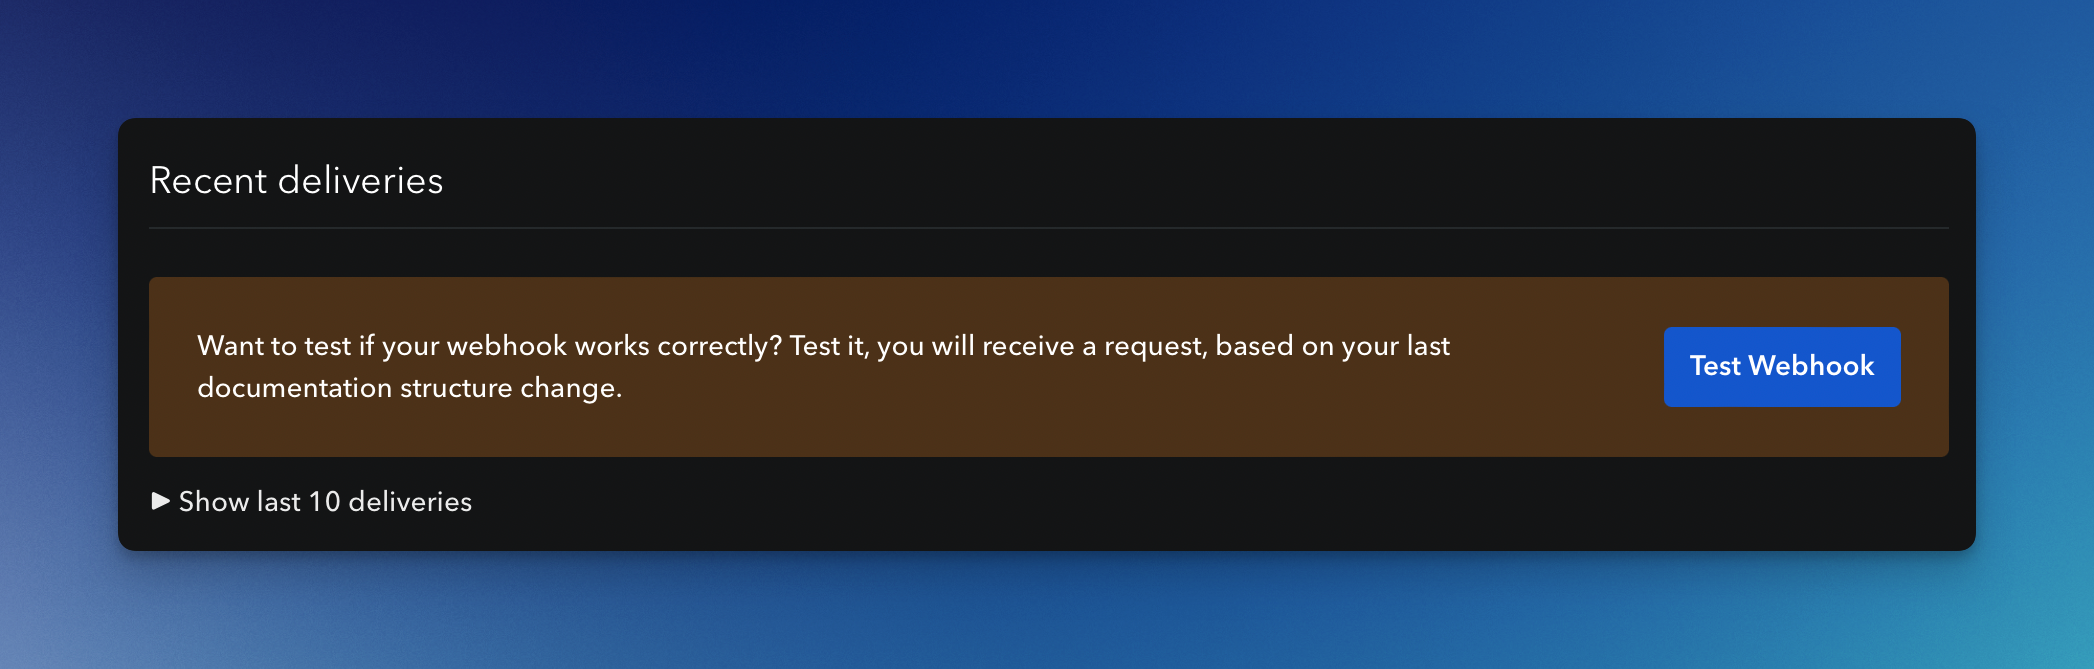 Recent deliveries
Want to test if your webhook works correctly? Test it, you will receive a request, based on your last
documentation structure change.
Test Webhook
Show last 10 deliveries